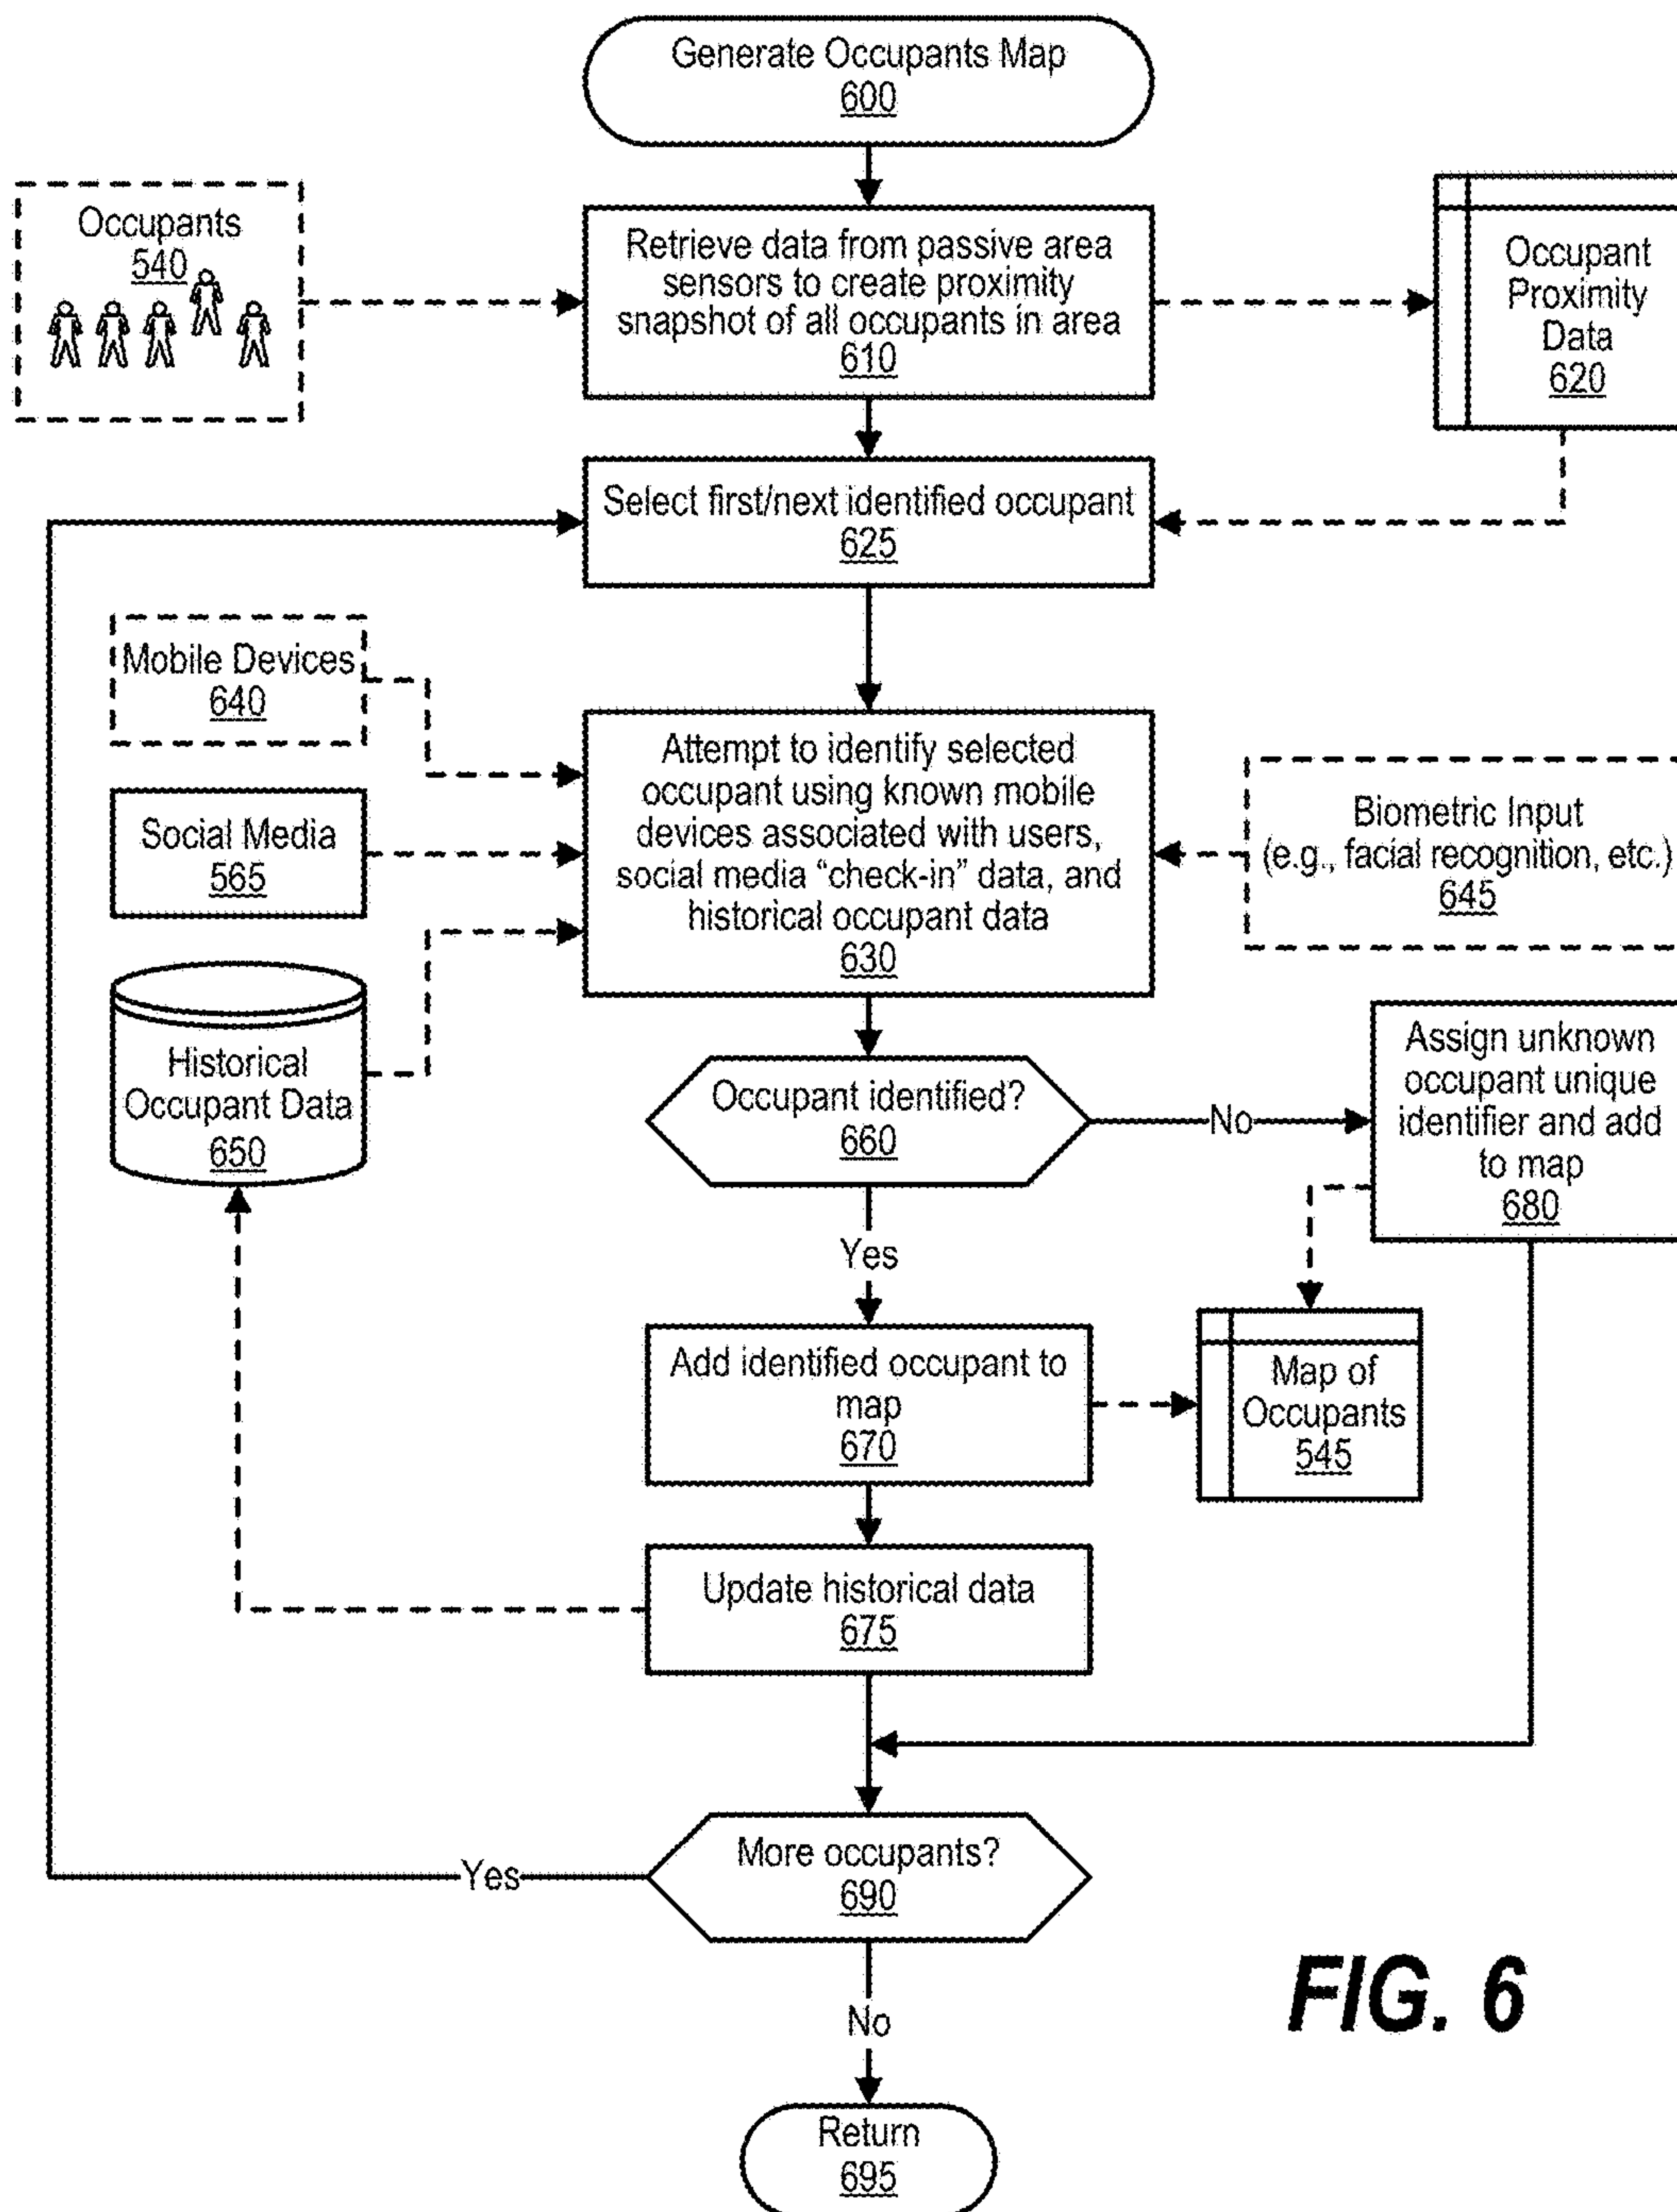 Generate Occupants Map
600
Occupants
540
Retrieve data from passive area
sensors to create proximity
snapshot of all occupants in area
610
Occupant
Proximity
Data
620
Select first/next identified occupant
625
Mobile Devices
640
Social Media
565
Historical
Occupant Data
650
Attempt to identify selected
occupant using known mobile
devices associated with users,
social media “check-in” data, and
historical occupant data
630
Biometric Input
(e.g., facial recognition, etc.)
645
Occupant identified?
660
No
Assign unknown
occupant unique
identifier and add
to map
680
Yes
Add identified occupant to
map
670
Map of
Occupants
545
Update historical data
675
More occupants?
690
Yes
No
Return
695
FIG. 6